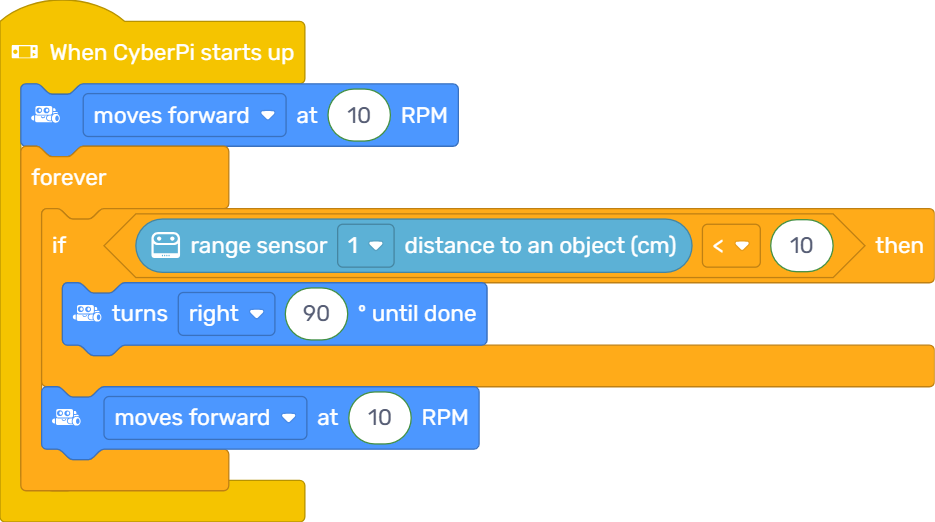 When CyberPi starts up
moves forward at 10 RPM
forever
if range sensor 1 distance to an object (cm) < 10 then
turns right 90 ° until done
moves forward at 10 RPM